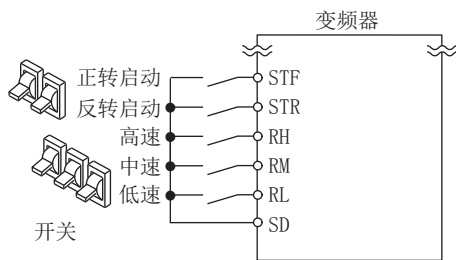 变频器
正转启动 STF
反转启动 STR
高速 RH
中速 RM
低速 RL
SD
开关